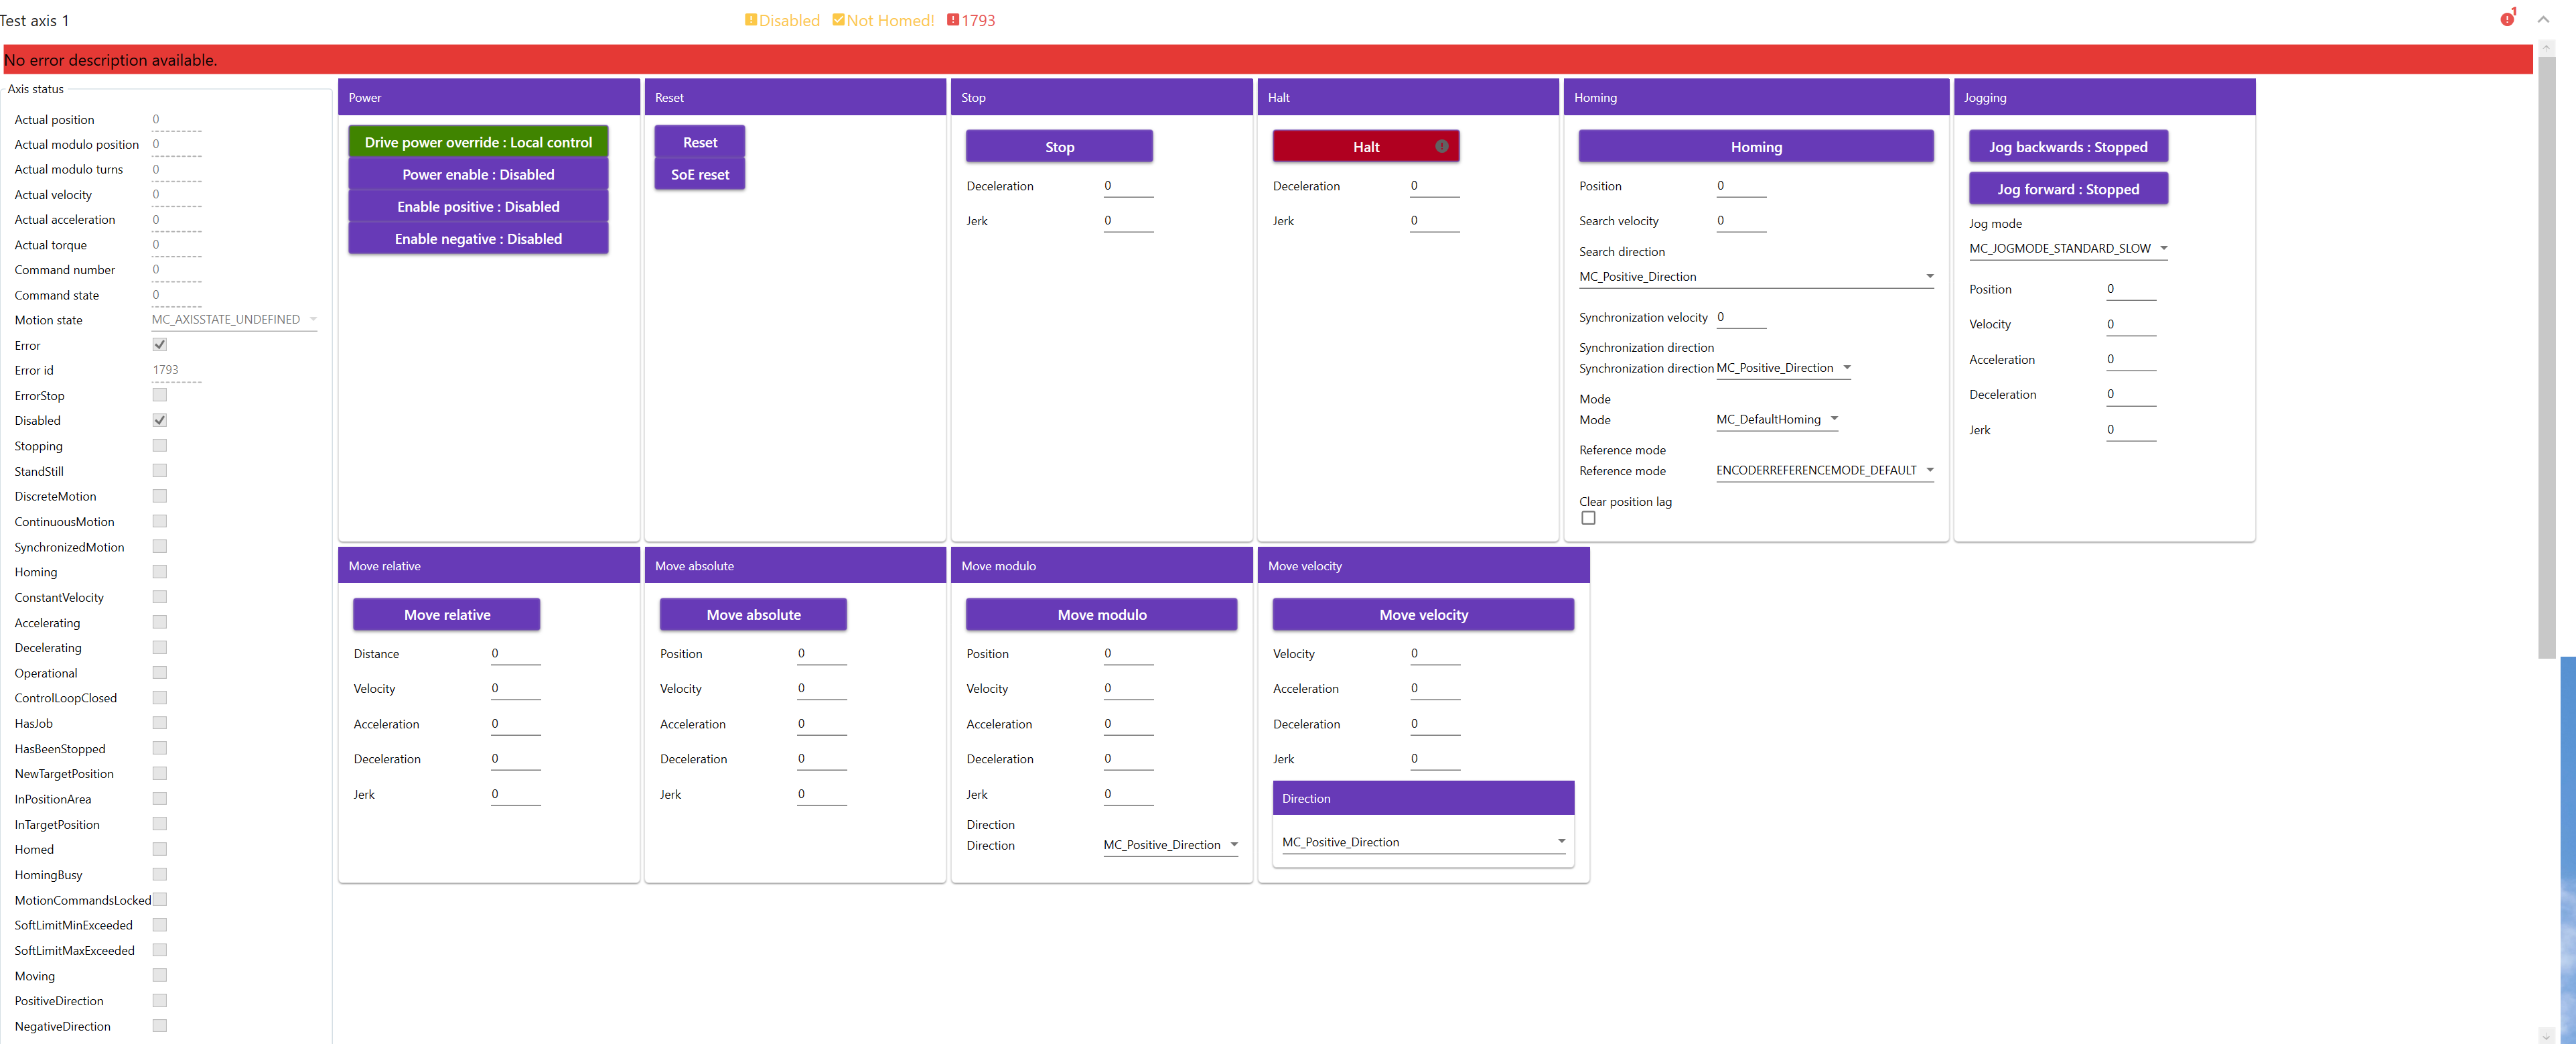 Test axis 1
Disabled Not Homed! 1793
1
No error description available.
Axis status
Actual position 0
Actual modulo position 0
Actual modulo turns 0
Actual velocity 0
Actual acceleration 0
Actual torque 0
Command number 0
Command state 0
Motion state MC_AXISSTATE_UNDEFINED
Error
Error id 1793
ErrorStop
Disabled
Stopping
StandStill
DiscreteMotion
ContinuousMotion
SynchronizedMotion
Homing
ConstantVelocity
Accelerating
Decelerating
Operational
ControlLoopClosed
HasJob
HasBeenStopped
NewTargetPosition
InPositionArea
InTargetPosition
Homed
HomingBusy
MotionCommandsLocked
SoftLimitMinExceeded
SoftLimitMaxExceeded
Moving
PositiveDirection
NegativeDirection
Power
Drive power override : Local control
Power enable : Disabled
Enable positive : Disabled
Enable negative : Disabled
Reset
Reset
SoE reset
Stop
Stop
Deceleration 0
Jerk 0
Halt
Halt
Deceleration 0
Jerk 0
Homing
Homing
Position 0
Search velocity 0
Search direction
MC_Positive_Direction
Synchronization velocity 0
Synchronization direction
Synchronization direction MC_Positive_Direction
Mode
Mode MC_DefaultHoming
Reference mode
Reference mode ENCODERREFERENCEMODE_DEFAULT
Clear position lag
Jogging
Jog backwards : Stopped
Jog forward : Stopped
Jog mode
MC_JOGMODE_STANDARD_SLOW
Position 0
Velocity 0
Acceleration 0
Deceleration 0
Jerk 0
Move relative
Move relative
Distance 0
Velocity 0
Acceleration 0
Deceleration 0
Jerk 0
Move absolute
Move absolute
Position 0
Velocity 0
Acceleration 0
Deceleration 0
Jerk 0
Move modulo
Move modulo
Position 0
Velocity 0
Acceleration 0
Deceleration 0
Jerk 0
Direction
Direction MC_Positive_Direction
Move velocity
Move velocity
Velocity 0
Acceleration 0
Deceleration 0
Jerk 0
Direction
MC_Positive_Direction